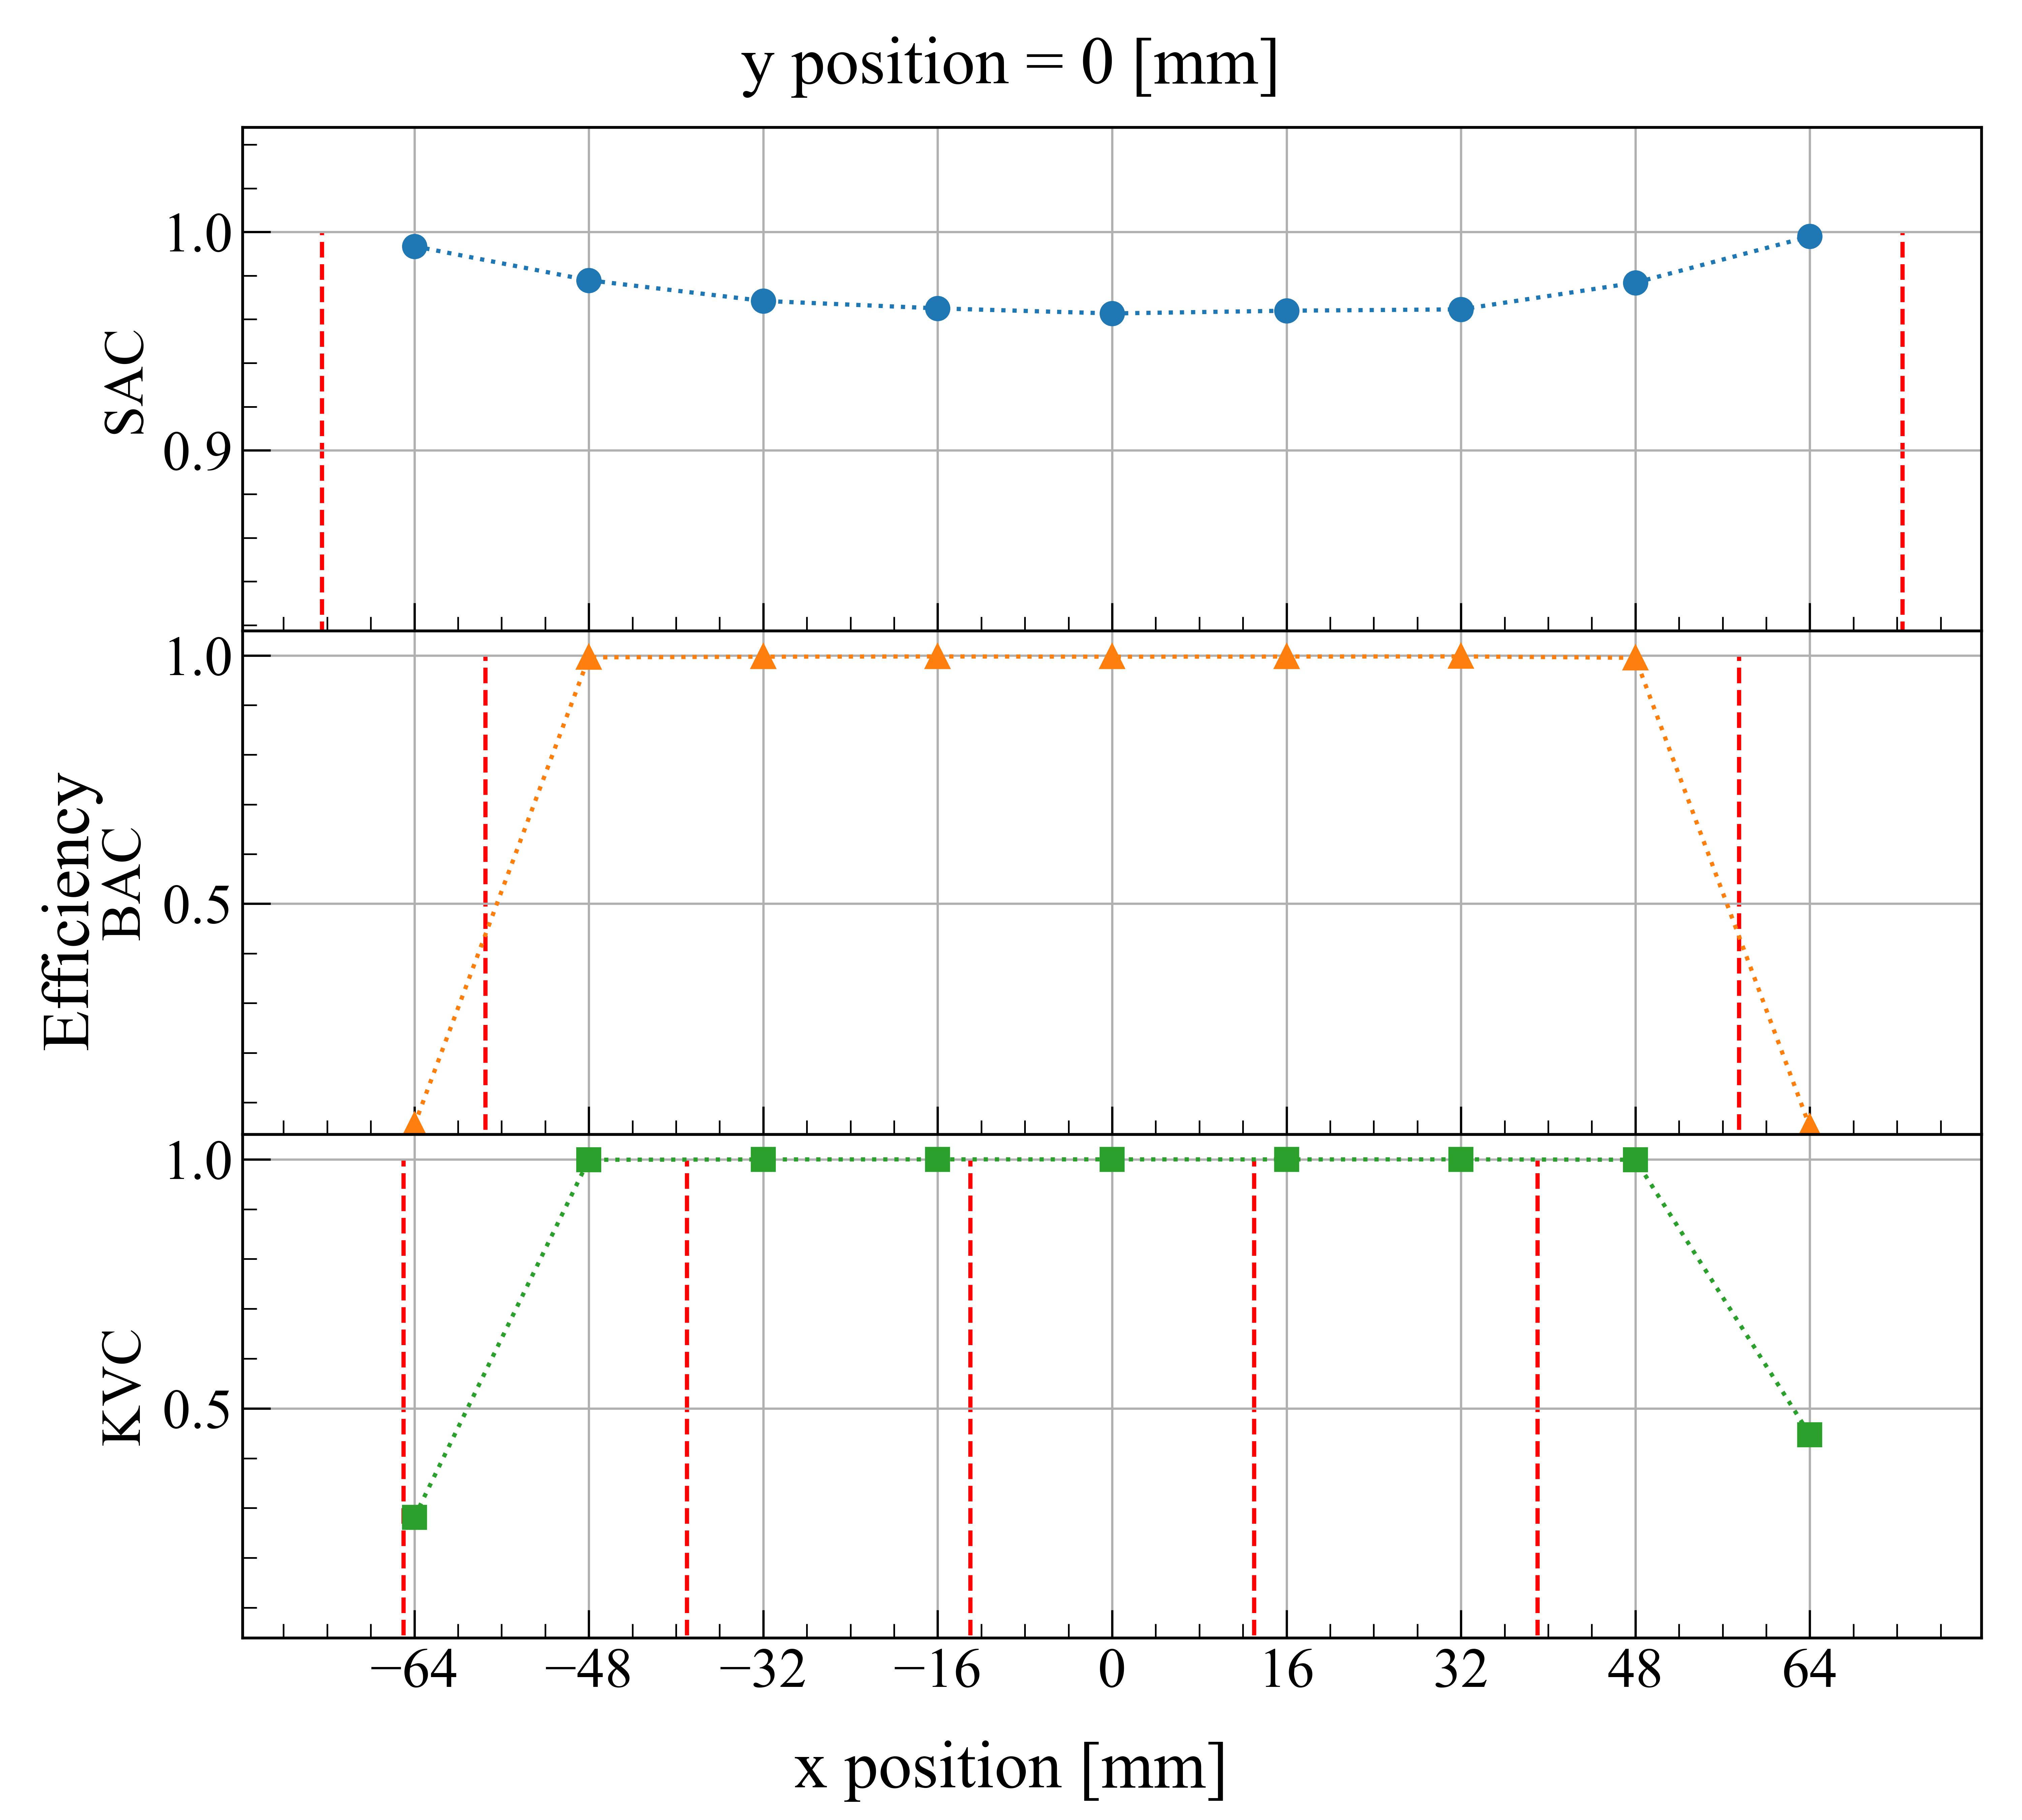 y position = 0 [mm]
1.0
0.9
SAC
1.0
0.5
BAC
Efficiency
1.0
0.5
KVC
−64 −48 −32 −16 0 16 32 48 64
x position [mm]